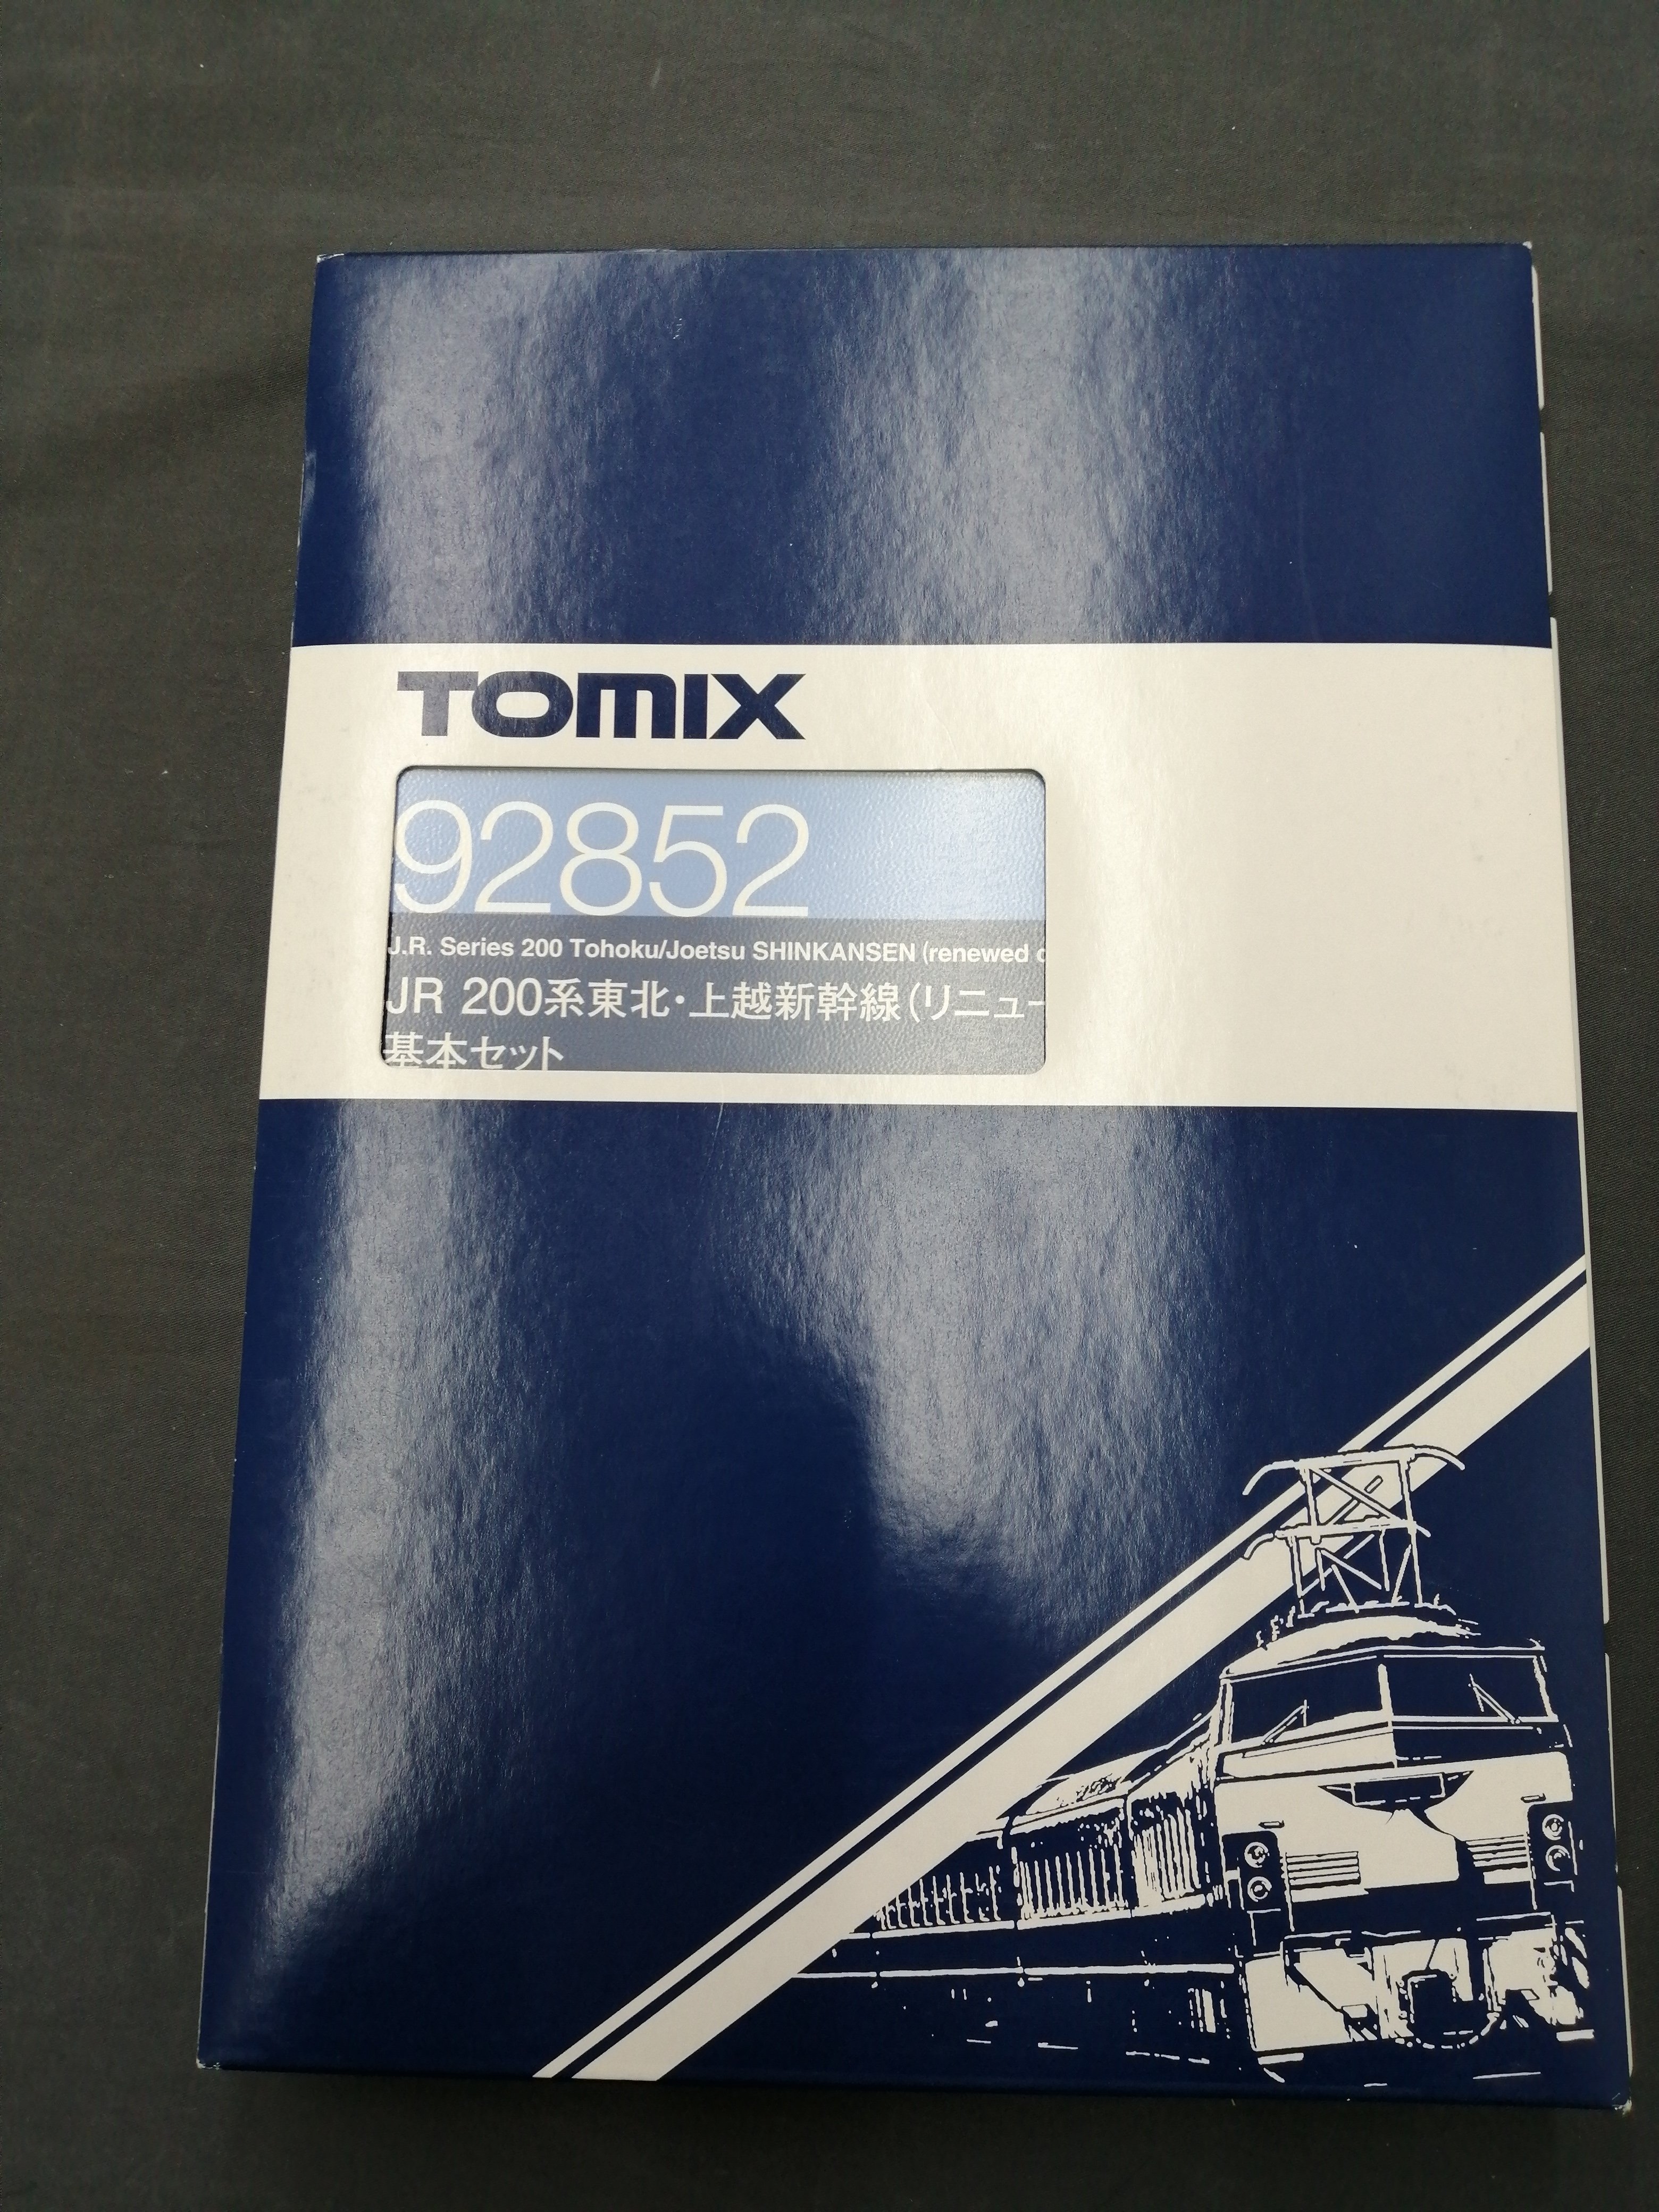 TOMIX
92852
J.R. Series 200 Tohoku/Joetsu SHINKANSEN (renewed
JR 200系東北・上越新幹線(リニュー
基本セット